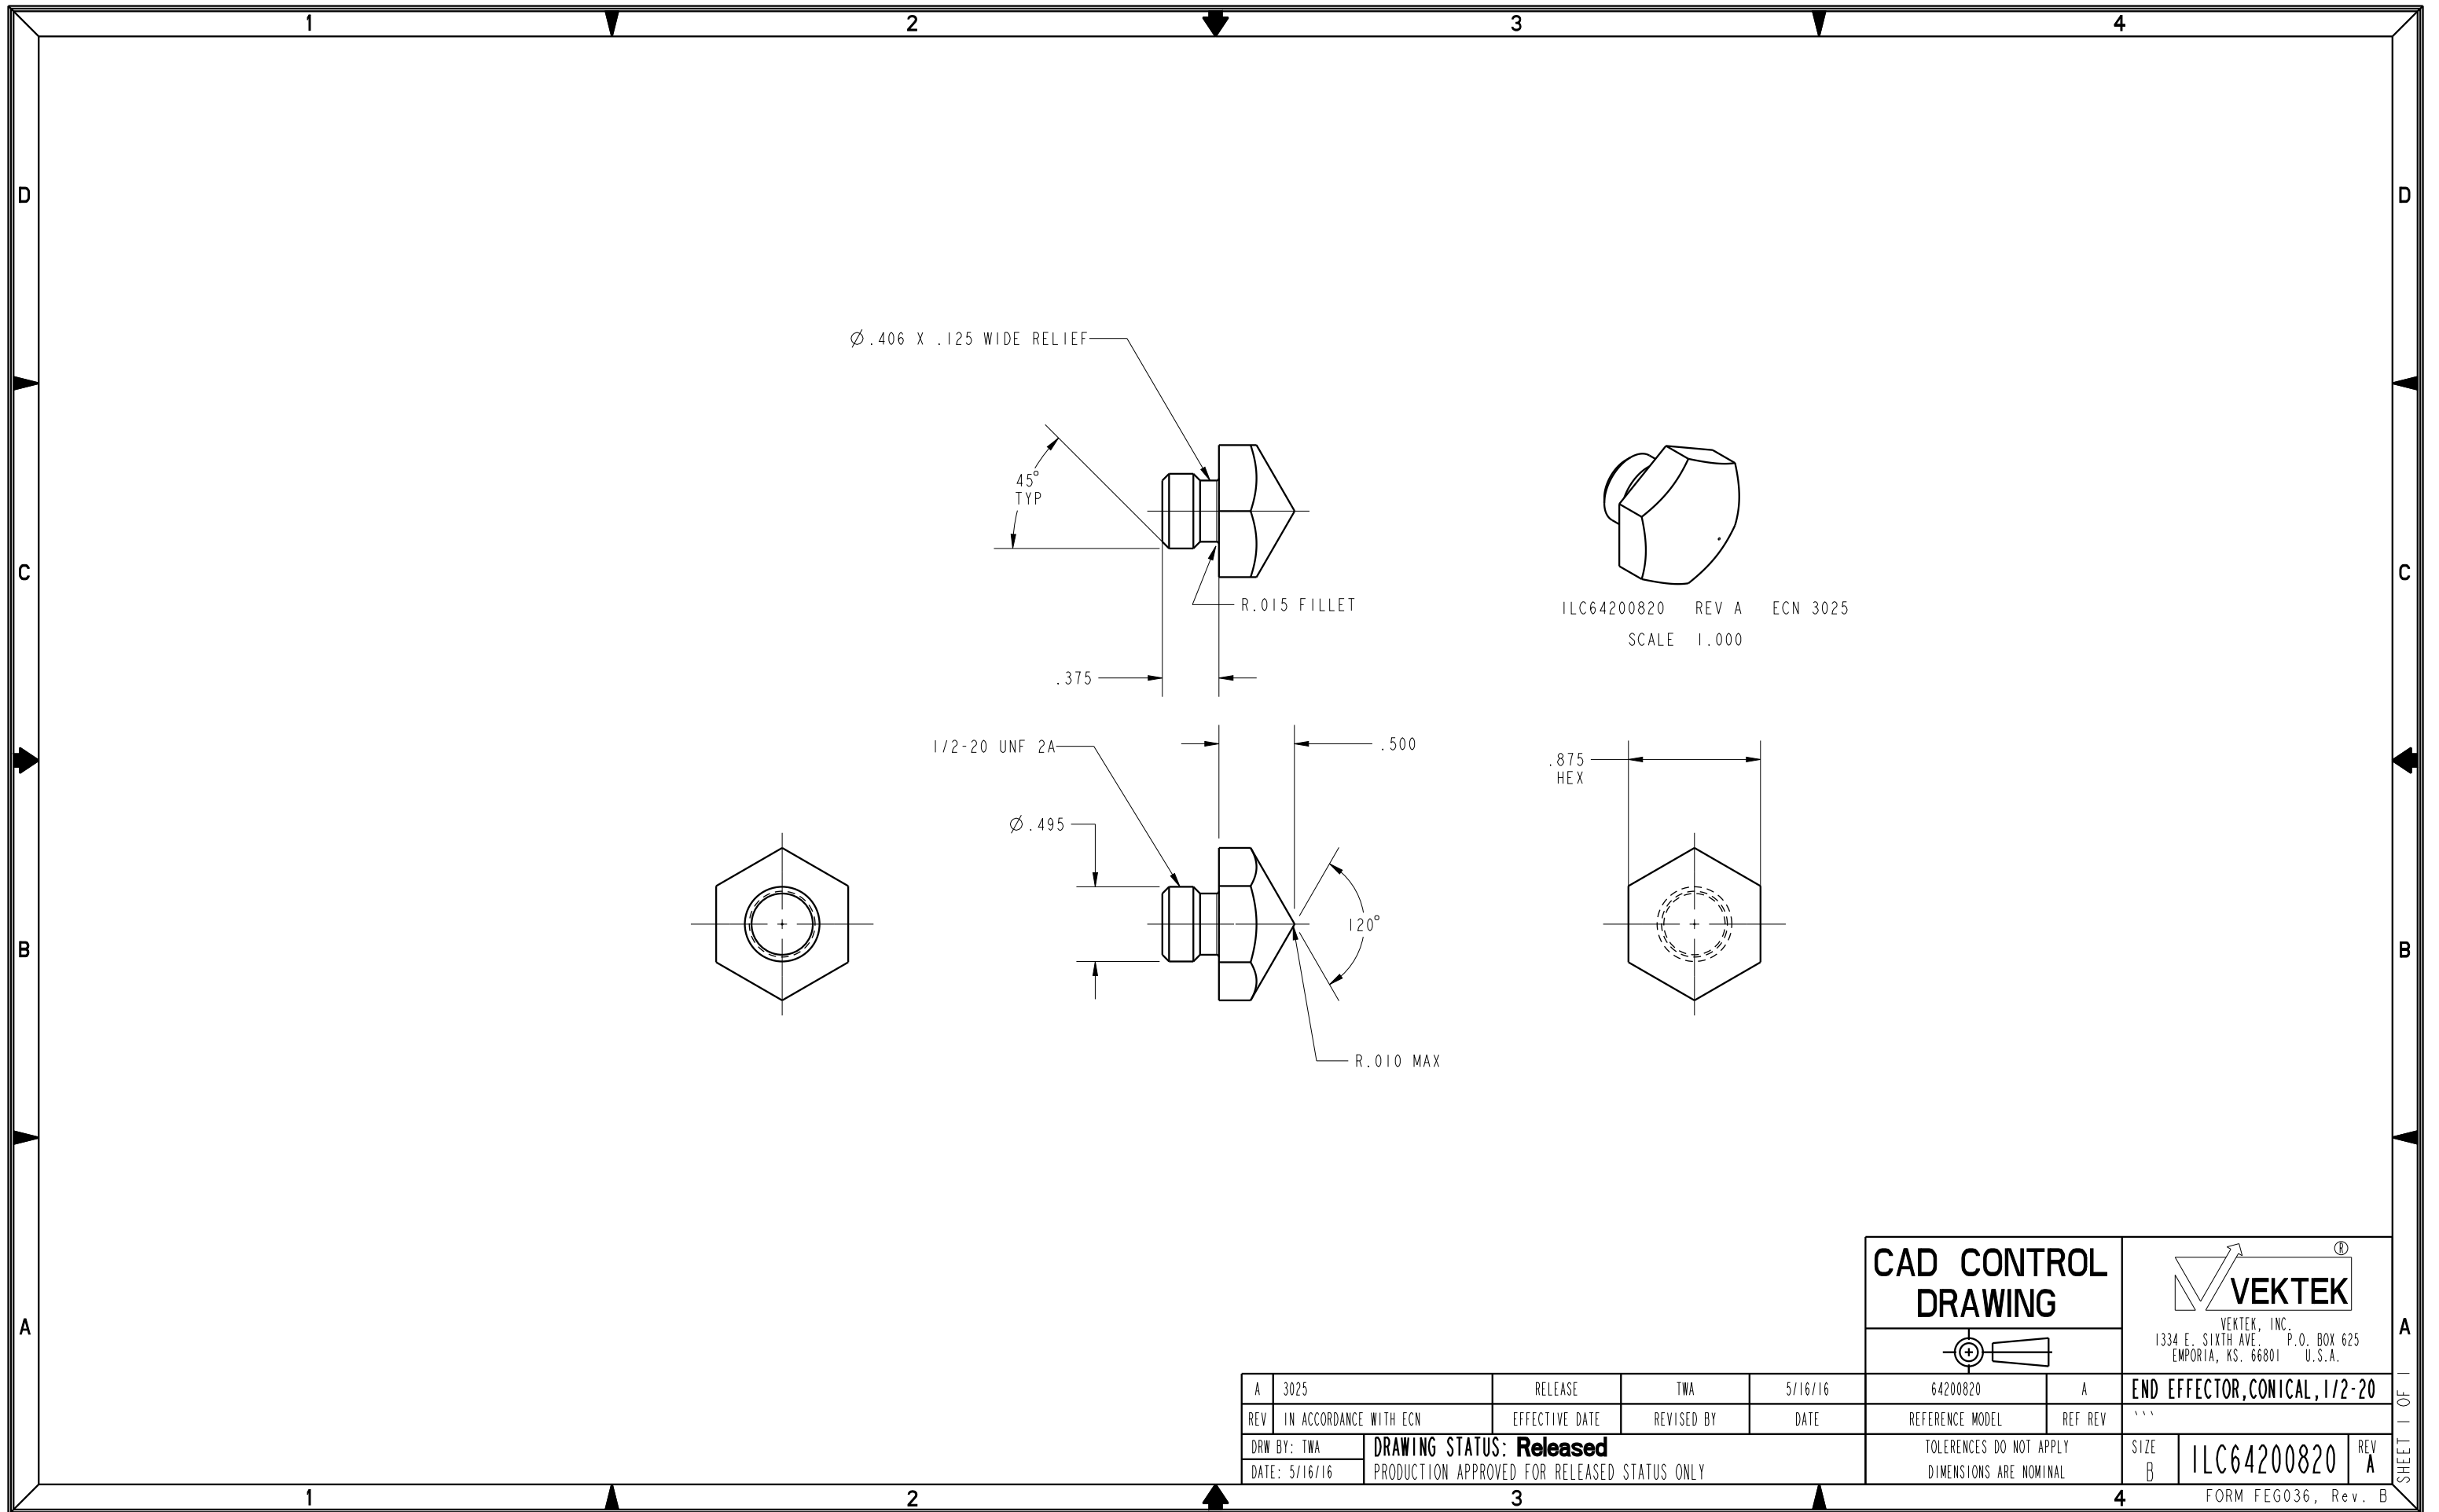 1 2 3 4
D D
Ø.406 X .125 WIDE RELIEF
45°
TYP
C C
R.015 FILLET
ILC64200820 REV A ECN 3025
SCALE 1.000
.375
1/2-20 UNF 2A
.500
.875
HEX
Ø.495
120°
B B
R.010 MAX
CAD CONTROL
DRAWING
®
VEKTEK
VEKTEK, INC.
1334 E. SIXTH AVE. P.O. BOX 625
EMPORIA, KS. 66801 U.S.A.
A A
A 3025 RELEASE TWA 5/16/16 64200820 A END EFFECTOR,CONICAL,1/2-20
REV IN ACCORDANCE WITH ECN EFFECTIVE DATE REVISED BY DATE REFERENCE MODEL REF REV ```
DRW BY: TWA DRAWING STATUS: Released TOLERENCES DO NOT APPLY SIZE ILC64200820 REV
DATE: 5/16/16 PRODUCTION APPROVED FOR RELEASED STATUS ONLY DIMENSIONS ARE NOMINAL B A
SHEET 1 OF 1
1 2 3 4
FORM FEG036, Rev. B